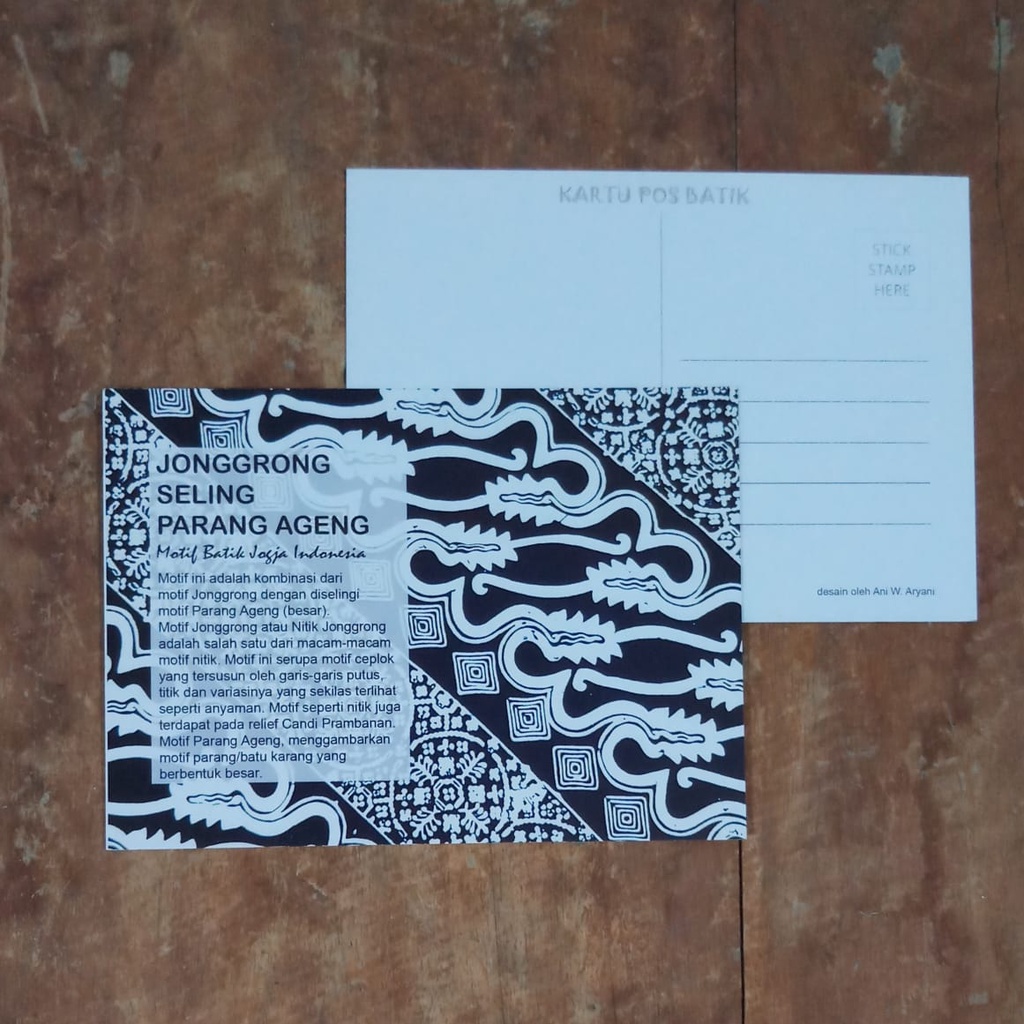 KARTU POS BATIK
STICK
STAMP
HERE
desain oleh Ani W. Aryani
JONGGRONG
SELING
PARANG AGENG
Motif Batik Jogja Indonesia
Motif ini adalah kombinasi dari
motif Jonggrong dengan diselingi
motif Parang Ageng (besar).
Motif Jonggrong atau Nitik Jonggrong
adalah salah satu dari macam-macam
motif nitik. Motif ini serupa motif ceplok
yang tersusun oleh garis-garis putus,
titik dan variasinya yang sekilas terlihat
seperti anyaman. Motif seperti nitik juga
terdapat pada relief Candi Prambanan.
Motif Parang Ageng, menggambarkan
motif parang/batu karang yang
berbentuk besar.